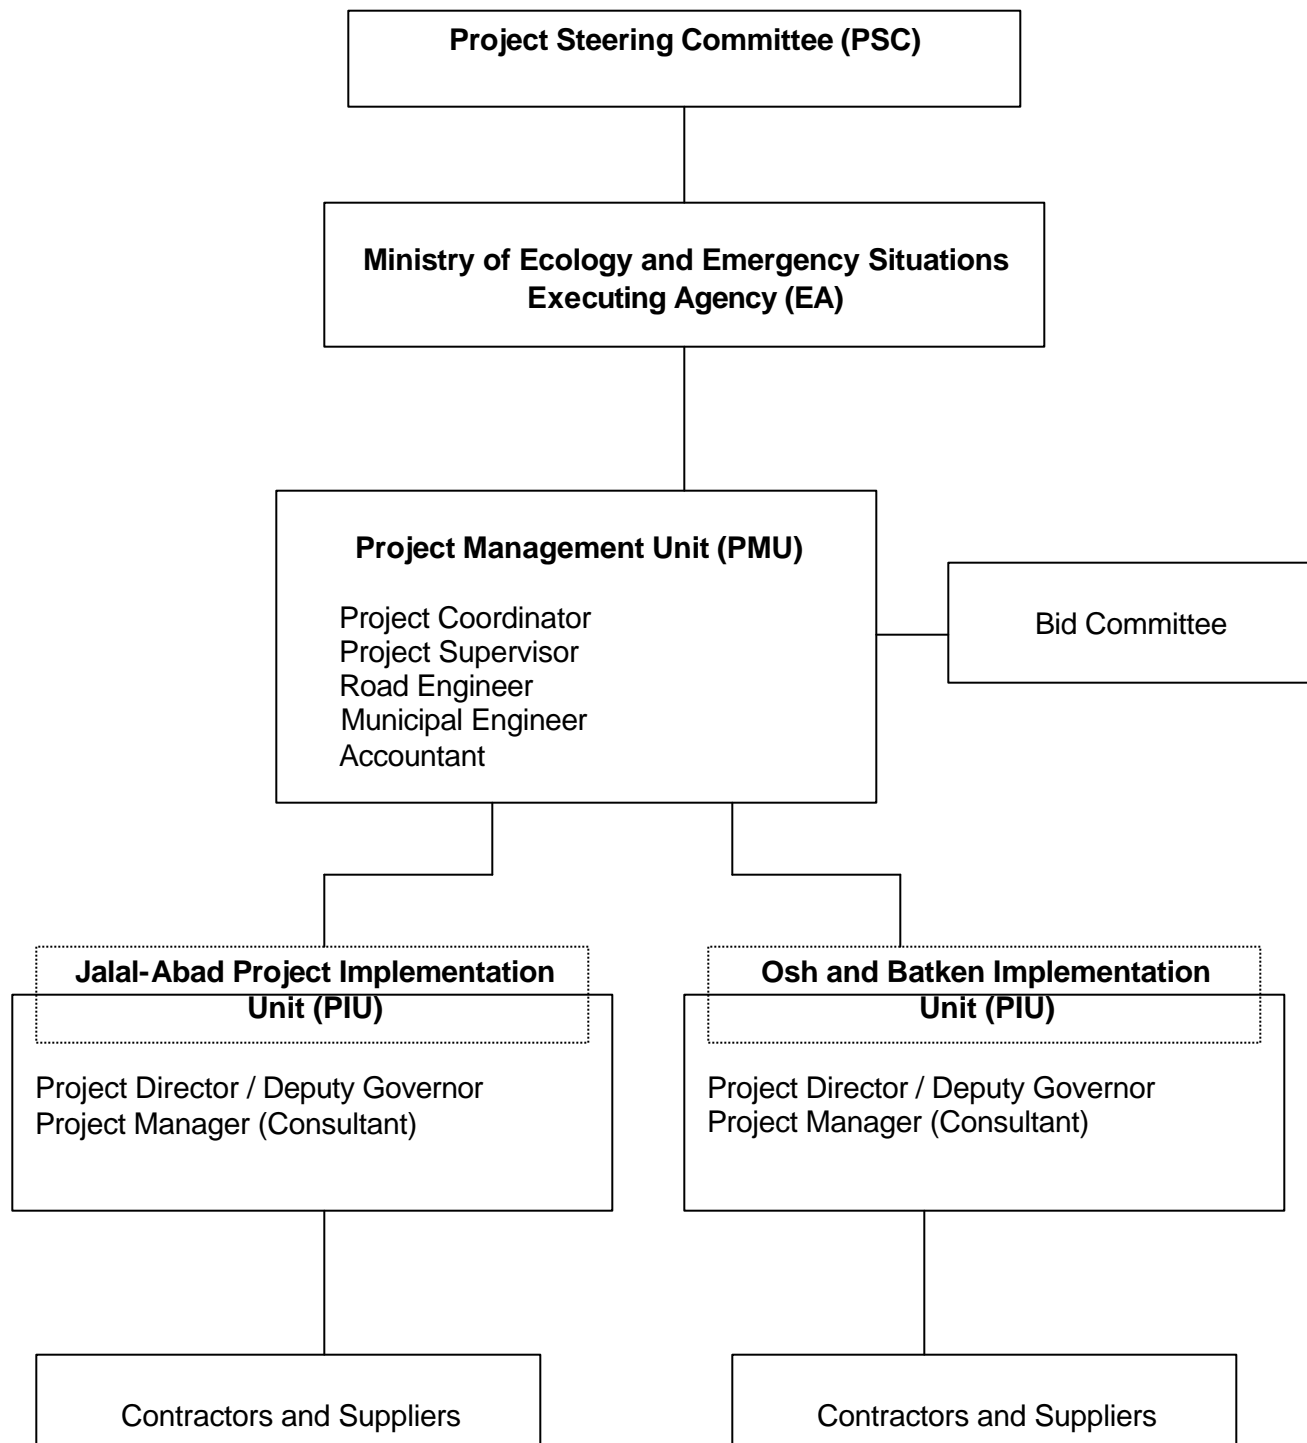 Project Steering Committee (PSC)
Ministry of Ecology and Emergency Situations
Executing Agency (EA)
Project Management Unit (PMU)
Project Coordinator
Project Supervisor
Road Engineer
Municipal Engineer
Accountant
Bid Committee
Jalal-Abad Project Implementation
Unit (PIU)
Project Director / Deputy Governor
Project Manager (Consultant)
Osh and Batken Implementation
Unit (PIU)
Project Director / Deputy Governor
Project Manager (Consultant)
Contractors and Suppliers
Contractors and Suppliers